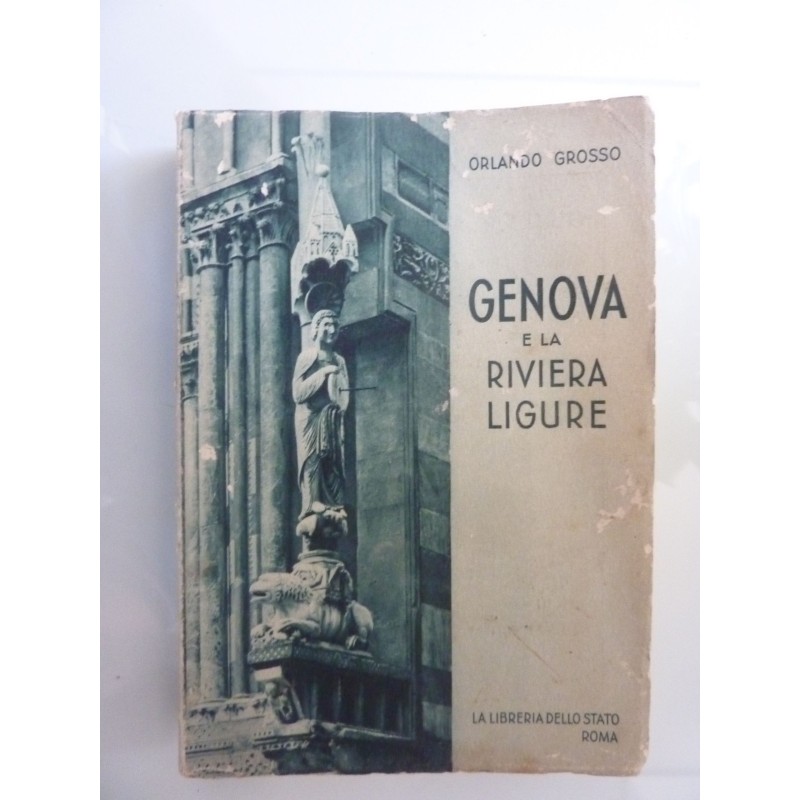 ORLANDO GROSSO
GENOVA
E LA
RIVIERA
LIGURE
LA LIBRERIA DELLO STATO
ROMA